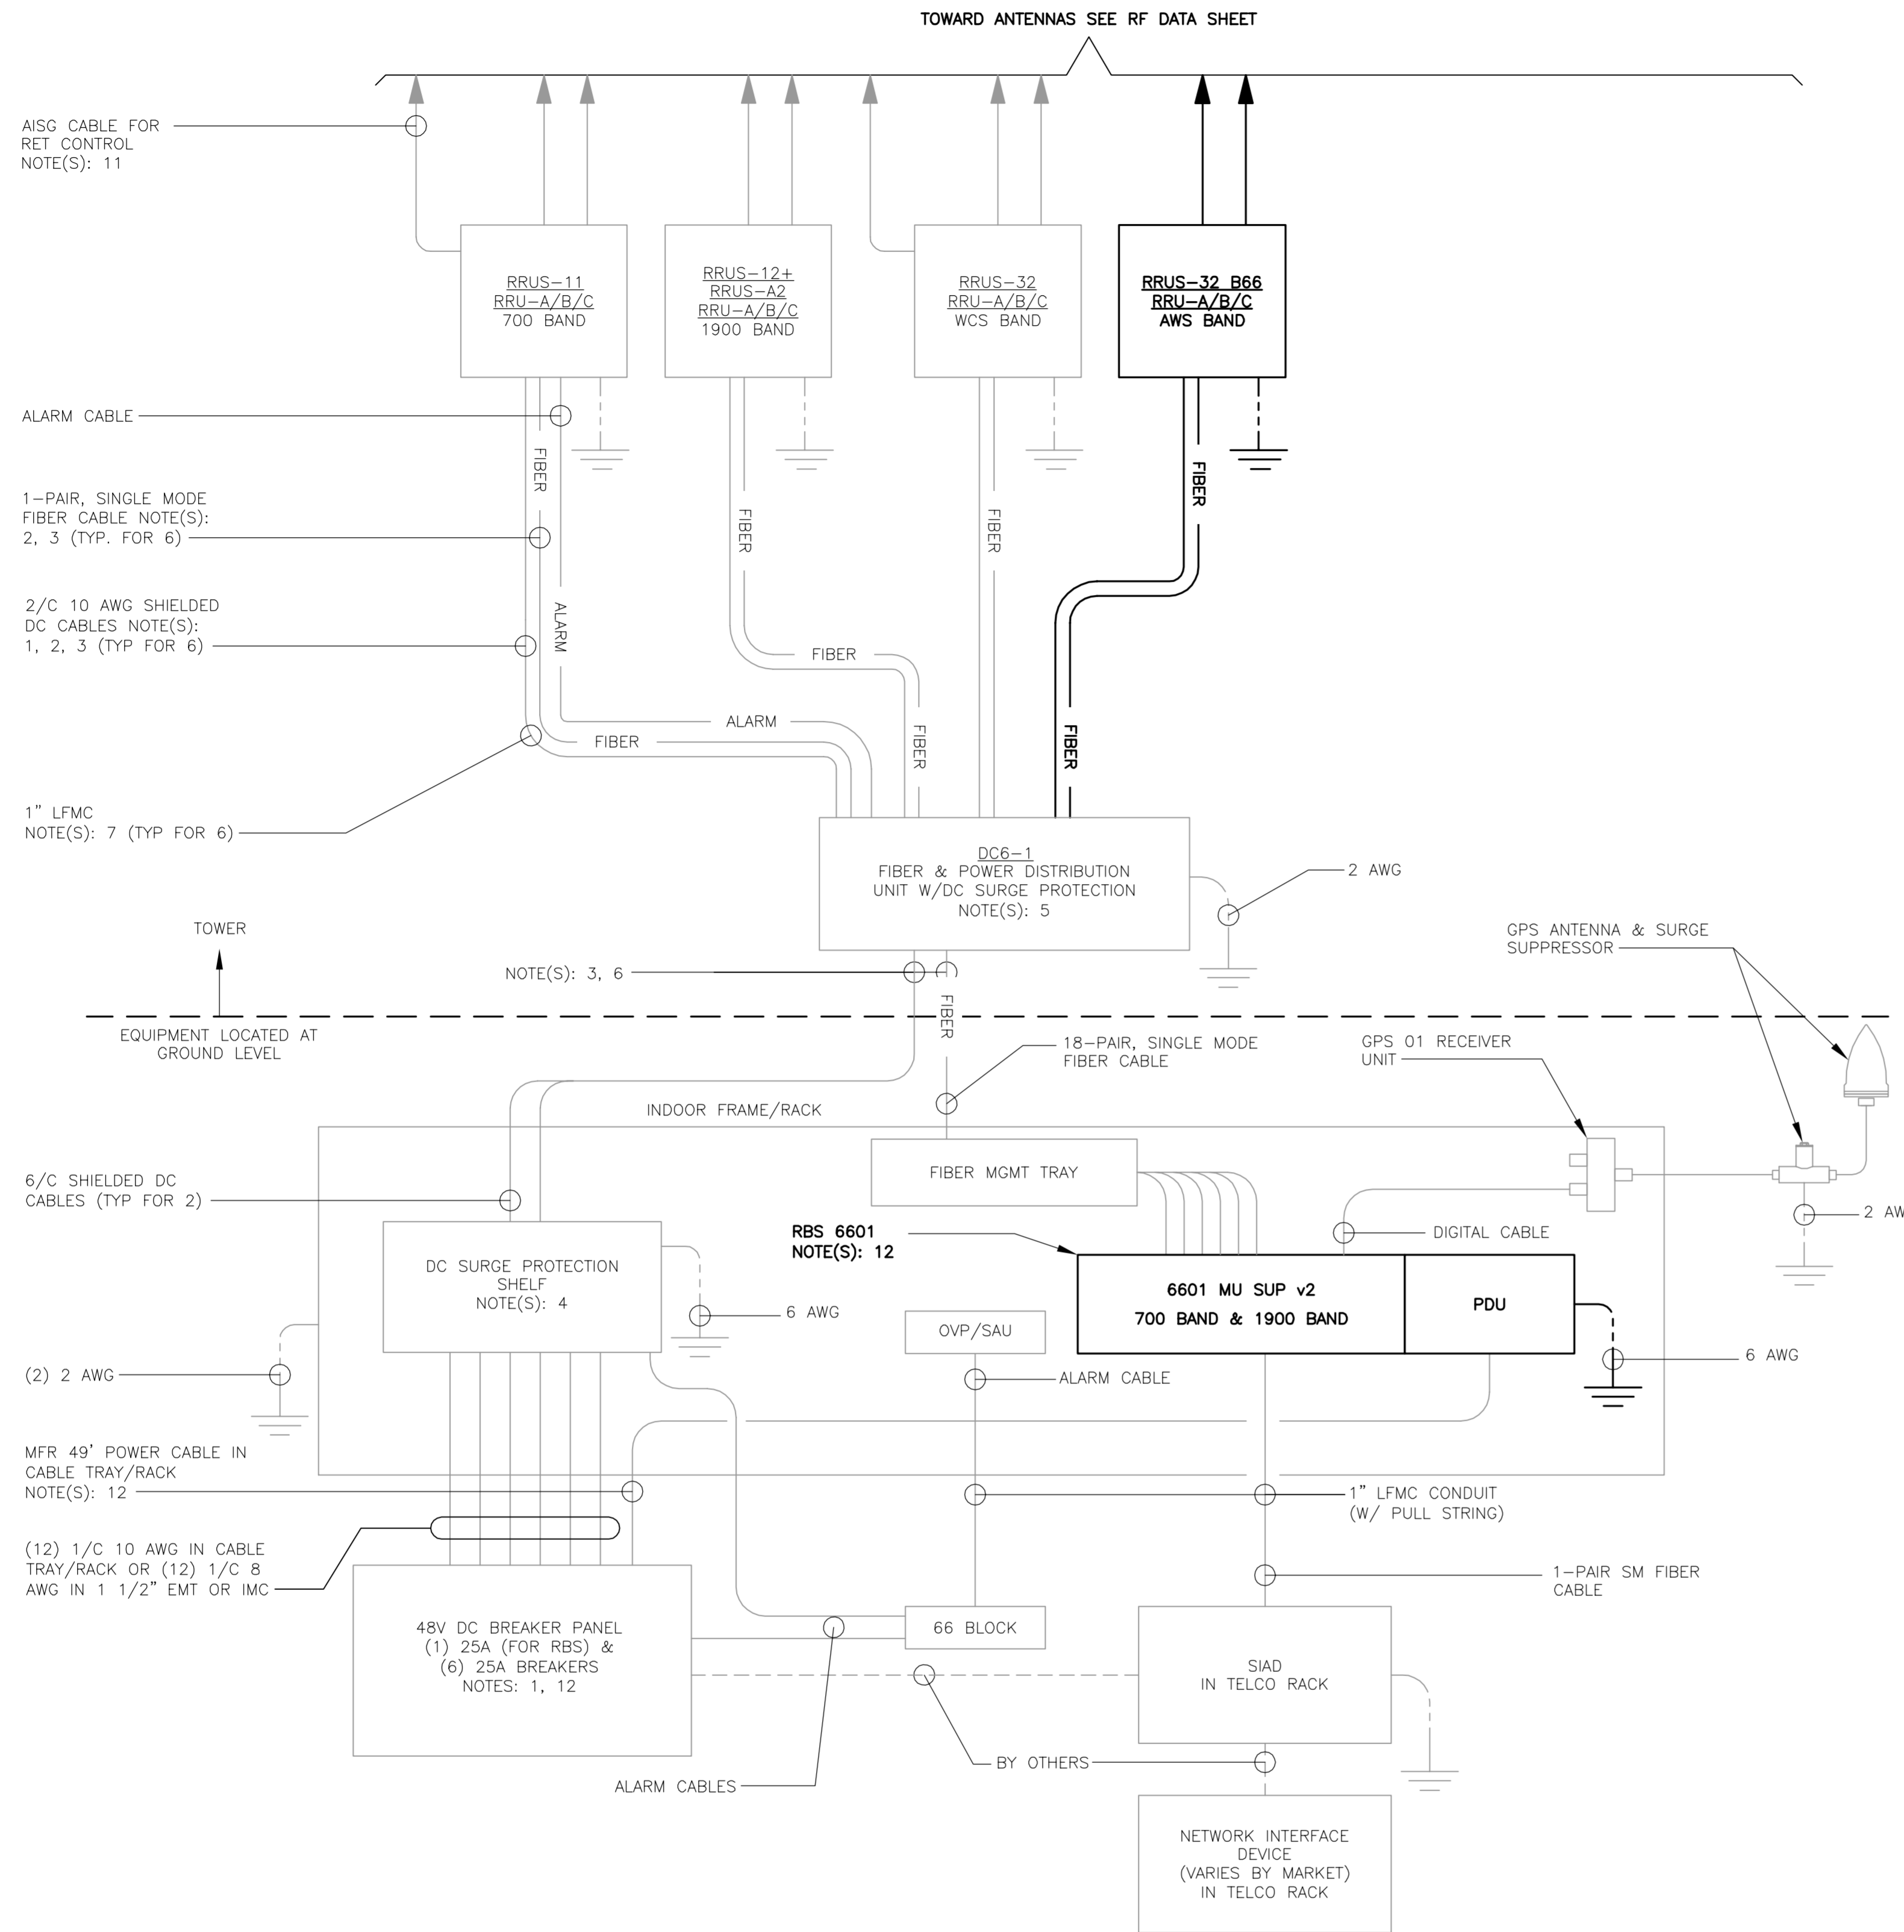 TOWARD ANTENNAS SEE RF DATA SHEET
AISG CABLE FOR
RET CONTROL
NOTE(S): 11
RRUS-11
RRU-A/B/C
700 BAND
RRUS-12+
RRUS-A2
RRU-A/B/C
1900 BAND
RRUS-32
RRU-A/B/C
WCS BAND
RRUS-32 B66
RRU-A/B/C
AWS BAND
ALARM CABLE
FIBER
FIBER
FIBER
FIBER
1-PAIR, SINGLE MODE
FIBER CABLE NOTE(S):
2, 3 (TYP. FOR 6)
2/C 10 AWG SHIELDED
DC CABLES NOTE(S):
1, 2, 3 (TYP FOR 6)
ALARM
FIBER
ALARM
FIBER
FIBER
FIBER
1" LFMC
NOTE(S): 7 (TYP FOR 6)
DC6-1
FIBER & POWER DISTRIBUTION
UNIT W/DC SURGE PROTECTION
NOTE(S): 5
2 AWG
TOWER
NOTE(S): 3, 6
GPS ANTENNA & SURGE
SUPPRESSOR
FIBER
EQUIPMENT LOCATED AT
GROUND LEVEL
18-PAIR, SINGLE MODE
FIBER CABLE
GPS 01 RECEIVER
UNIT
INDOOR FRAME/RACK
FIBER MGMT TRAY
6/C SHIELDED DC
CABLES (TYP FOR 2)
2 AW
RBS 6601
NOTE(S): 12
DIGITAL CABLE
DC SURGE PROTECTION
SHELF
NOTE(S): 4
6601 MU SUP v2
700 BAND & 1900 BAND
PDU
6 AWG
OVP/SAU
6 AWG
(2) 2 AWG
ALARM CABLE
MFR 49' POWER CABLE IN
CABLE TRAY/RACK
NOTE(S): 12
1" LFMC CONDUIT
(W/ PULL STRING)
(12) 1/C 10 AWG IN CABLE
TRAY/RACK OR (12) 1/C 8
AWG IN 1 1/2" EMT OR IMC
1-PAIR SM FIBER
CABLE
48V DC BREAKER PANEL
(1) 25A (FOR RBS) &
(6) 25A BREAKERS
NOTES: 1, 12
66 BLOCK
SIAD
IN TELCO RACK
BY OTHERS
ALARM CABLES
NETWORK INTERFACE
DEVICE
(VARIES BY MARKET)
IN TELCO RACK